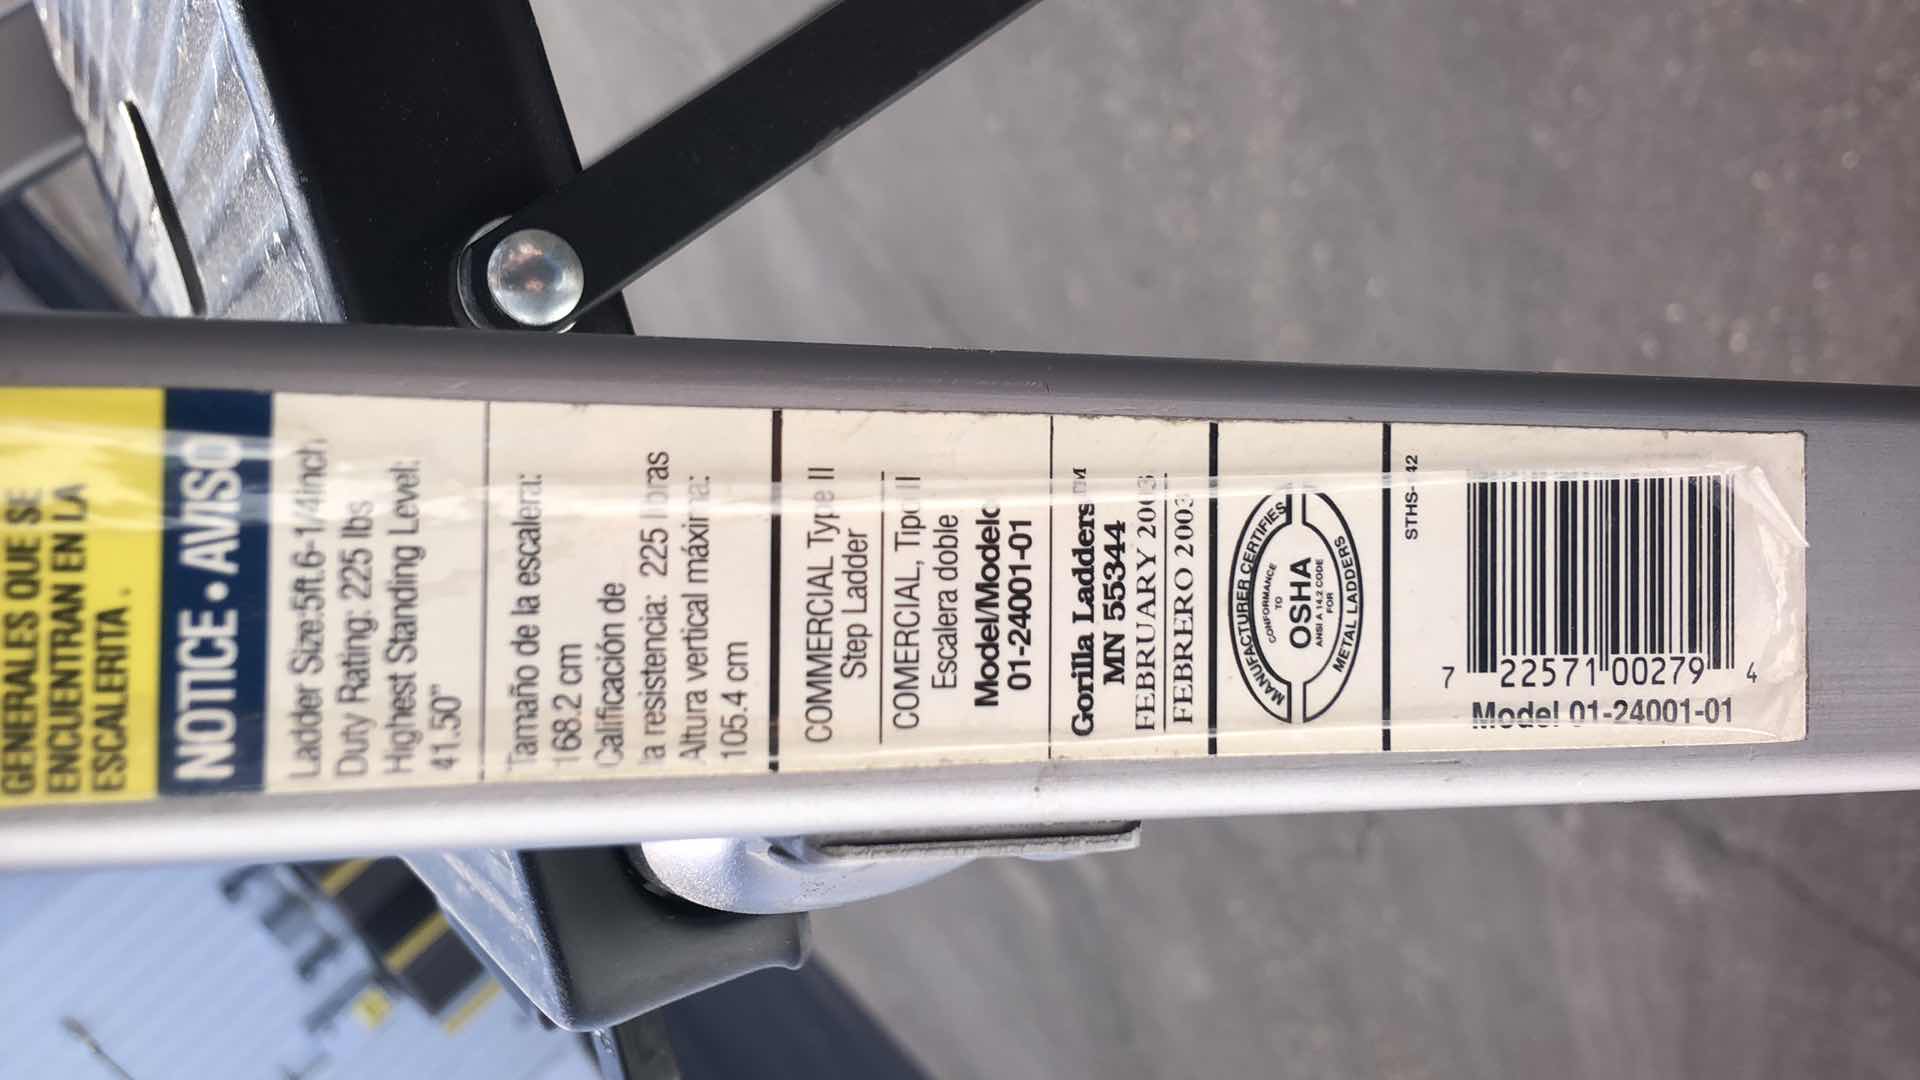 GENERALES QUE SE
ENCUENTRAN EN LA
ESCALERITA.
NOTICE • AVISO
Ladder Size:5ft.6-1/4inch
Duty Rating: 225 lbs
Highest Standing Level:
41.50"
Tamaño de la escalera:
168.2 cm
Calificación de
la resistencia: 225 libras
Altura vertical máxima:
105.4 cm
COMMERCIAL Type II
Step Ladder
COMERCIAL, Tipo II
Escalera doble
Model/Modelo
01-24001-01
Gorilla Ladders™
MN 55344
FEBRUARY 2003
FEBRERO 2003
MANUFACTURER CERTIFIES
CONFORMANCE
TO
OSHA
ANSI A 14.2 CODE
FOR
METAL LADDERS
7 22571 00279 4
Model 01-24001-01